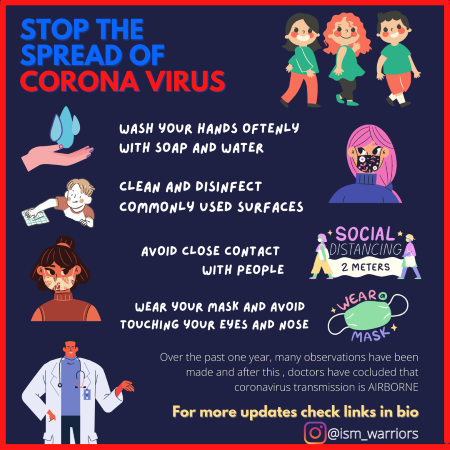 STOP THE
SPREAD OF
CORONA VIRUS
WASH YOUR HANDS OFTENLY
WITH SOAP AND WATER
CLEAN AND DISINFECT
COMMONLY USED SURFACES
AVOID CLOSE CONTACT
WITH PEOPLE
SOCIAL
DISTANCING
2 METERS
WEAR YOUR MASK AND AVOID
TOUCHING YOUR EYES AND NOSE
WEAR A
MASK
Over the past one year, many observations have been
made and after this , doctors have cocluded that
coronavirus transmission is AIRBORNE
For more updates check links in bio
@ism_warriors